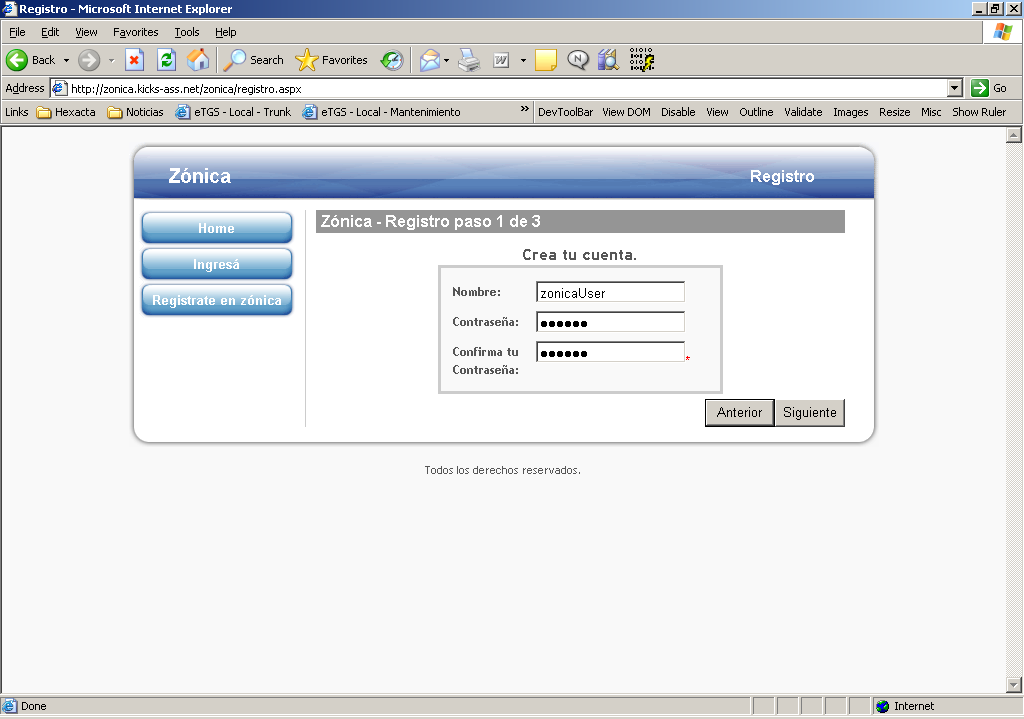 Registro - Microsoft Internet Explorer
File Edit View Favorites Tools Help
Back Search Favorites
Address http://zonica.kicks-ass.net/zonica/registro.aspx Go
Links Hexacta Noticias eTGS - Local - Trunk eTGS - Local - Mantenimiento » DevToolBar View DOM Disable View Outline Validate Images Resize Misc Show Ruler
Zónica Registro
Home
Ingresá
Registrate en zónica
Zónica - Registro paso 1 de 3
Crea tu cuenta.
Nombre: zonicaUser
Contraseña: ●●●●●●
Confirma tu ●●●●●● *
Contraseña:
Anterior Siguiente
Todos los derechos reservados.
Done Internet